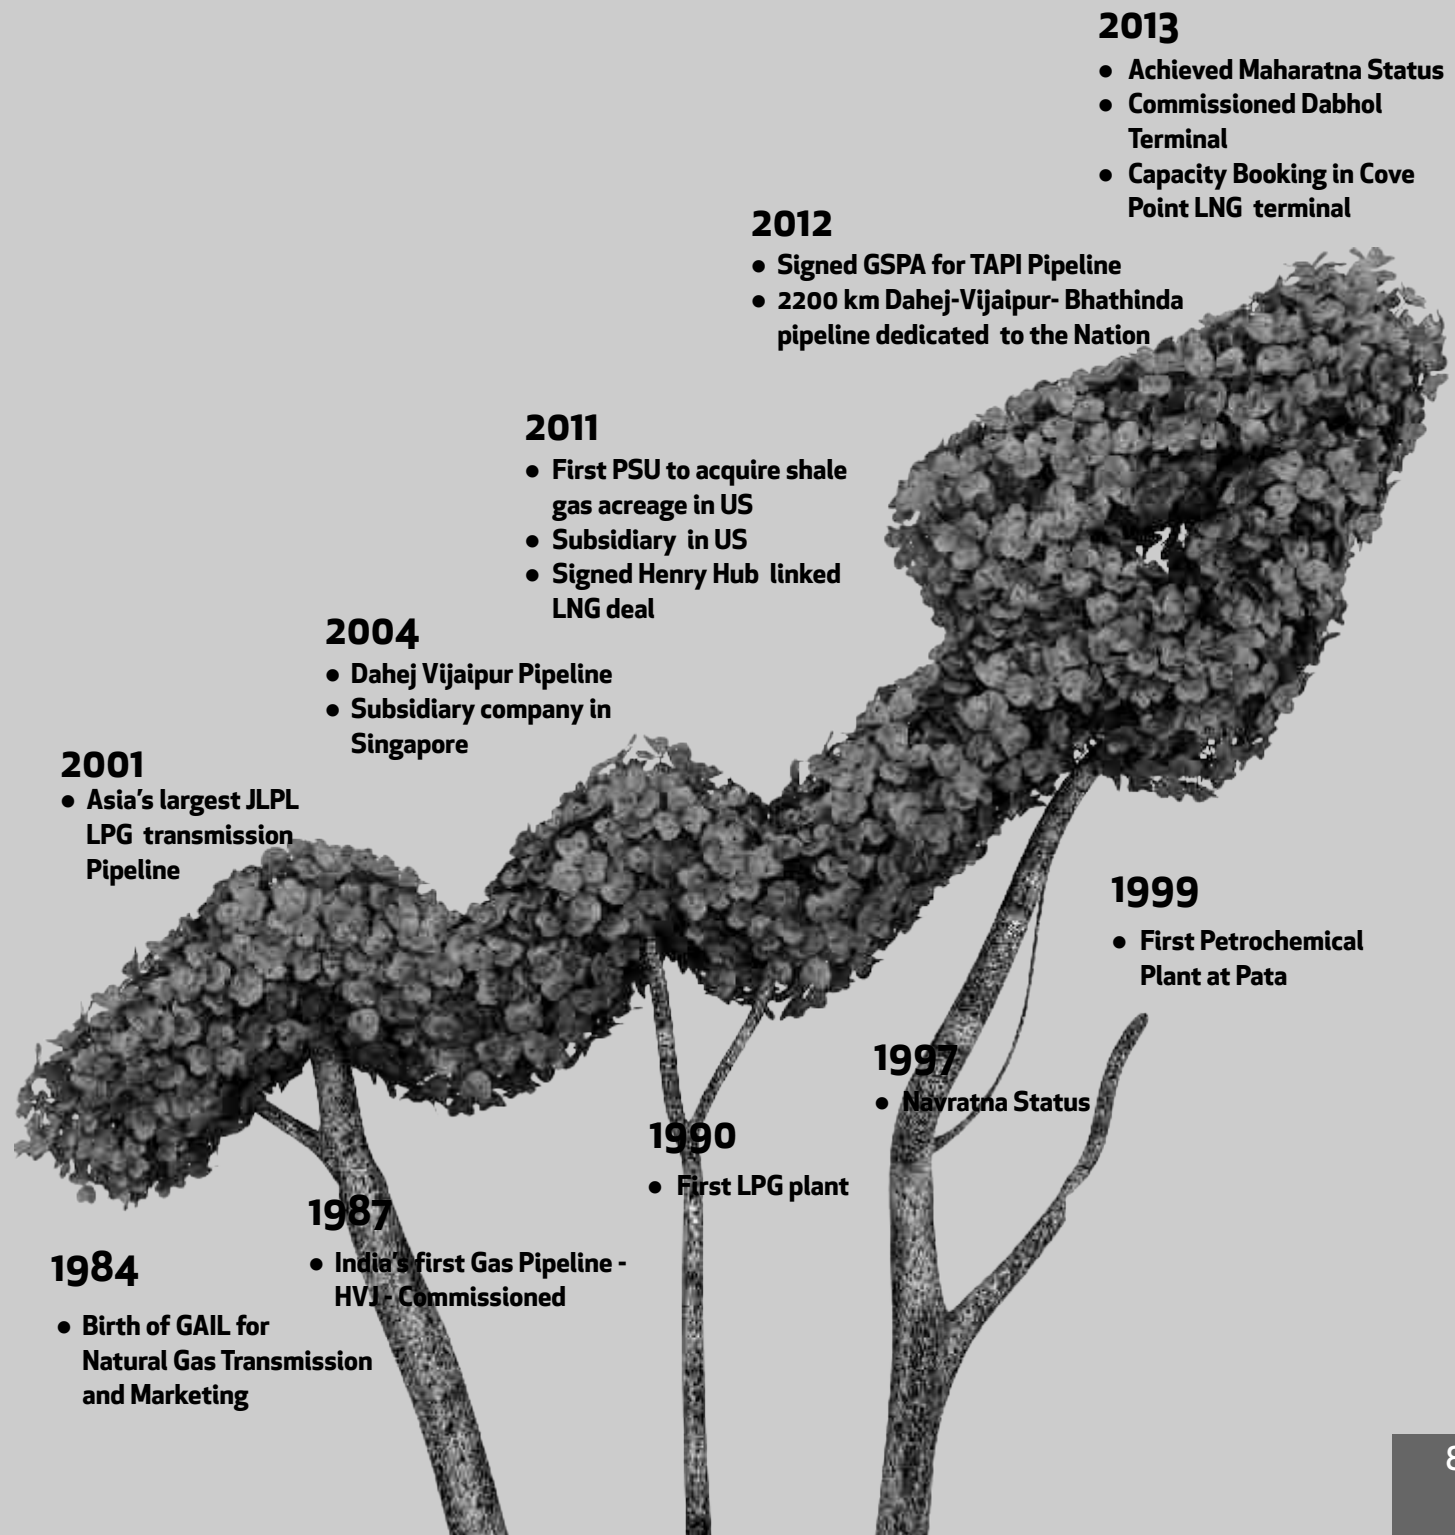 2013
● Achieved Maharatna Status
● Commissioned Dabhol
Terminal
● Capacity Booking in Cove
Point LNG terminal
2012
● Signed GSPA for TAPI Pipeline
● 2200 km Dahej-Vijaipur- Bhathinda
pipeline dedicated to the Nation
2011
● First PSU to acquire shale
gas acreage in US
● Subsidiary in US
● Signed Henry Hub linked
LNG deal
2004
● Dahej Vijaipur Pipeline
● Subsidiary company in
Singapore
2001
● Asia's largest JLPL
LPG transmission
Pipeline
1999
● First Petrochemical
Plant at Pata
1997
● Navratna Status
1990
● First LPG plant
1987
● India's first Gas Pipeline -
HVJ - Commissioned
1984
● Birth of GAIL for
Natural Gas Transmission
and Marketing